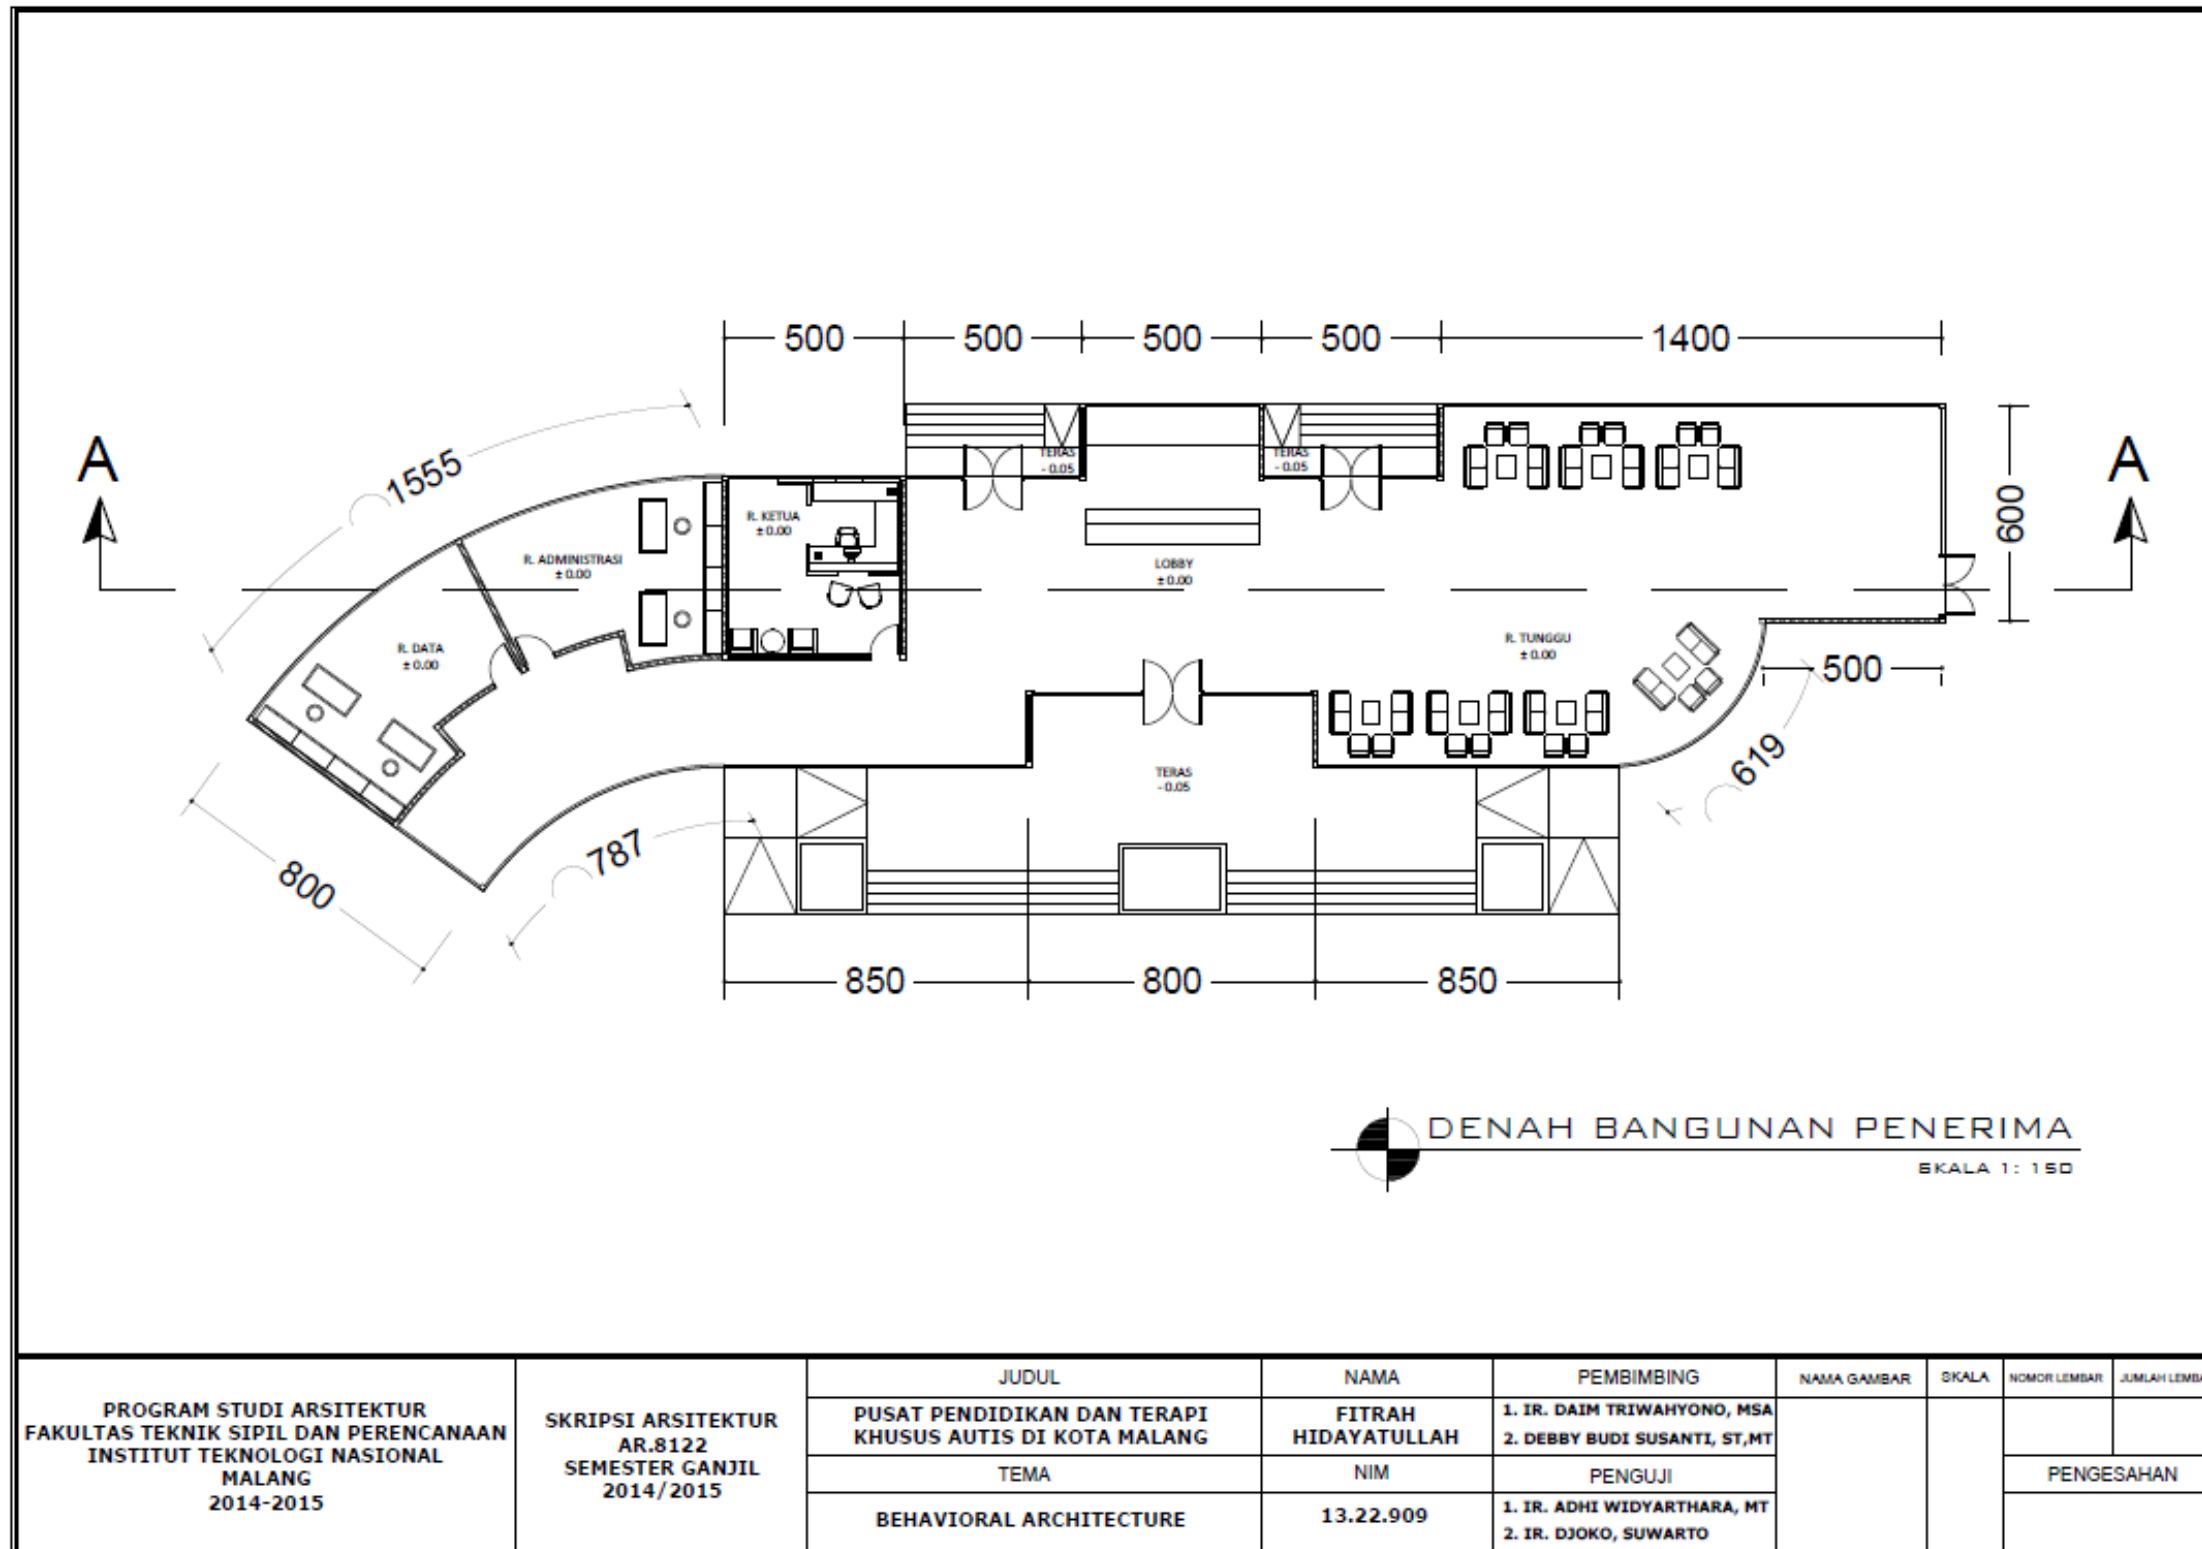 500
500
500
500
1400
A
1555
A
600
TERAS
- 0.05
TERAS
- 0.05
R. KETUA
± 0.00
R. ADMINISTRASI
± 0.00
LOBBY
± 0.00
R. DATA
± 0.00
R. TUNGGU
± 0.00
500
619
TERAS
- 0.05
787
800
850
800
850
DENAH BANGUNAN PENERIMA
SKALA 1: 150
PROGRAM STUDI ARSITEKTUR
FAKULTAS TEKNIK SIPIL DAN PERENCANAAN
INSTITUT TEKNOLOGI NASIONAL
MALANG
2014-2015
SKRIPSI ARSITEKTUR
AR.8122
SEMESTER GANJIL
2014/2015
JUDUL
PUSAT PENDIDIKAN DAN TERAPI
KHUSUS AUTIS DI KOTA MALANG
TEMA
BEHAVIORAL ARCHITECTURE
NAMA
FITRAH
HIDAYATULLAH
NIM
13.22.909
PEMBIMBING
1. IR. DAIM TRIWAHYONO, MSA
2. DEBBY BUDI SUSANTI, ST,MT
PENGUJI
1. IR. ADHI WIDYARTHARA, MT
2. IR. DJOKO, SUWARTO
NAMA GAMBAR
SKALA
NOMOR LEMBAR
JUMLAH
PENGESAHAN